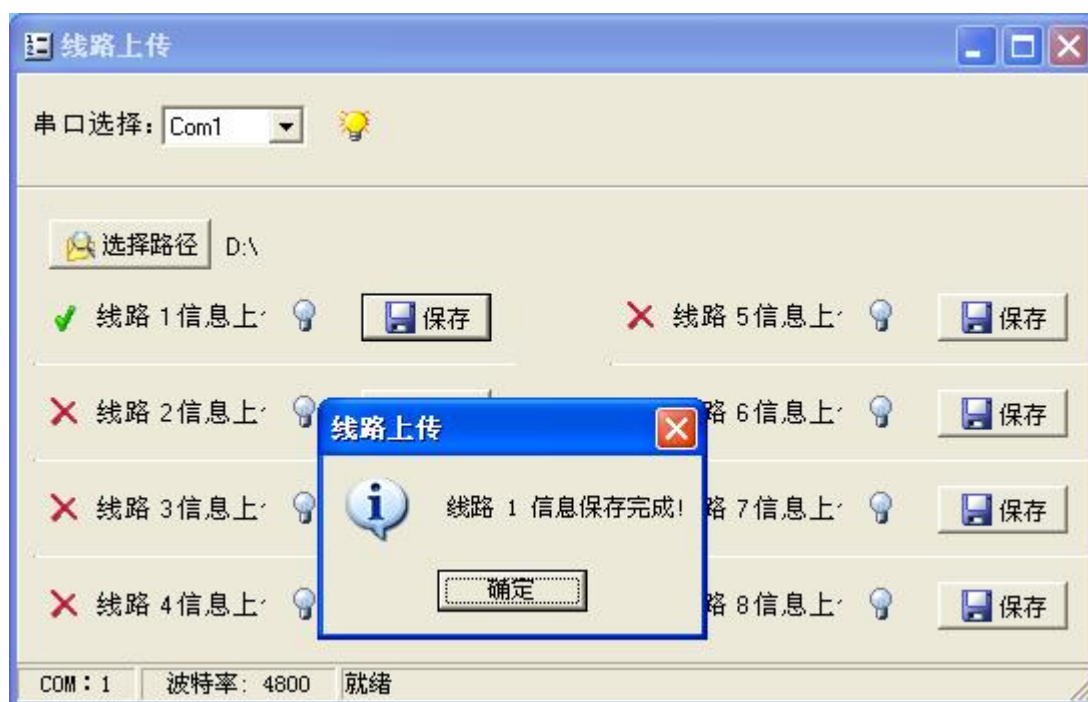 线路上传
串口选择: Com1
选择路径 D:\
线路 1信息上
保存
线路 5信息上
保存
线路 2信息上
路 6信息上
保存
线路上传
线路 1 信息保存完成!
确定
线路 3信息上
路 7信息上
保存
线路 4信息上
路 8信息上
保存
COM:1 波特率: 4800 就绪